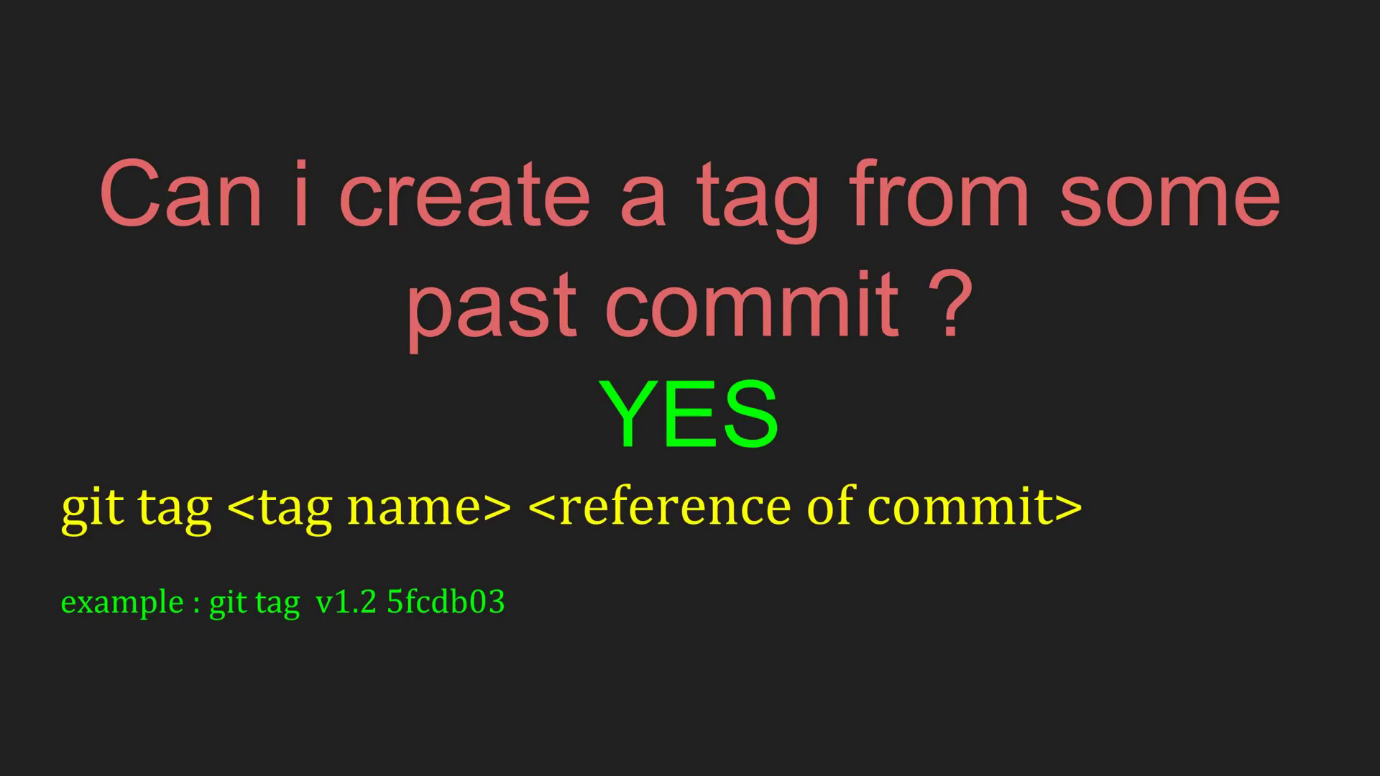 Can i create a tag from some
past commit ?
YES
git tag <tag name> <reference of commit>
example : git tag  v1.2 5fcdb03